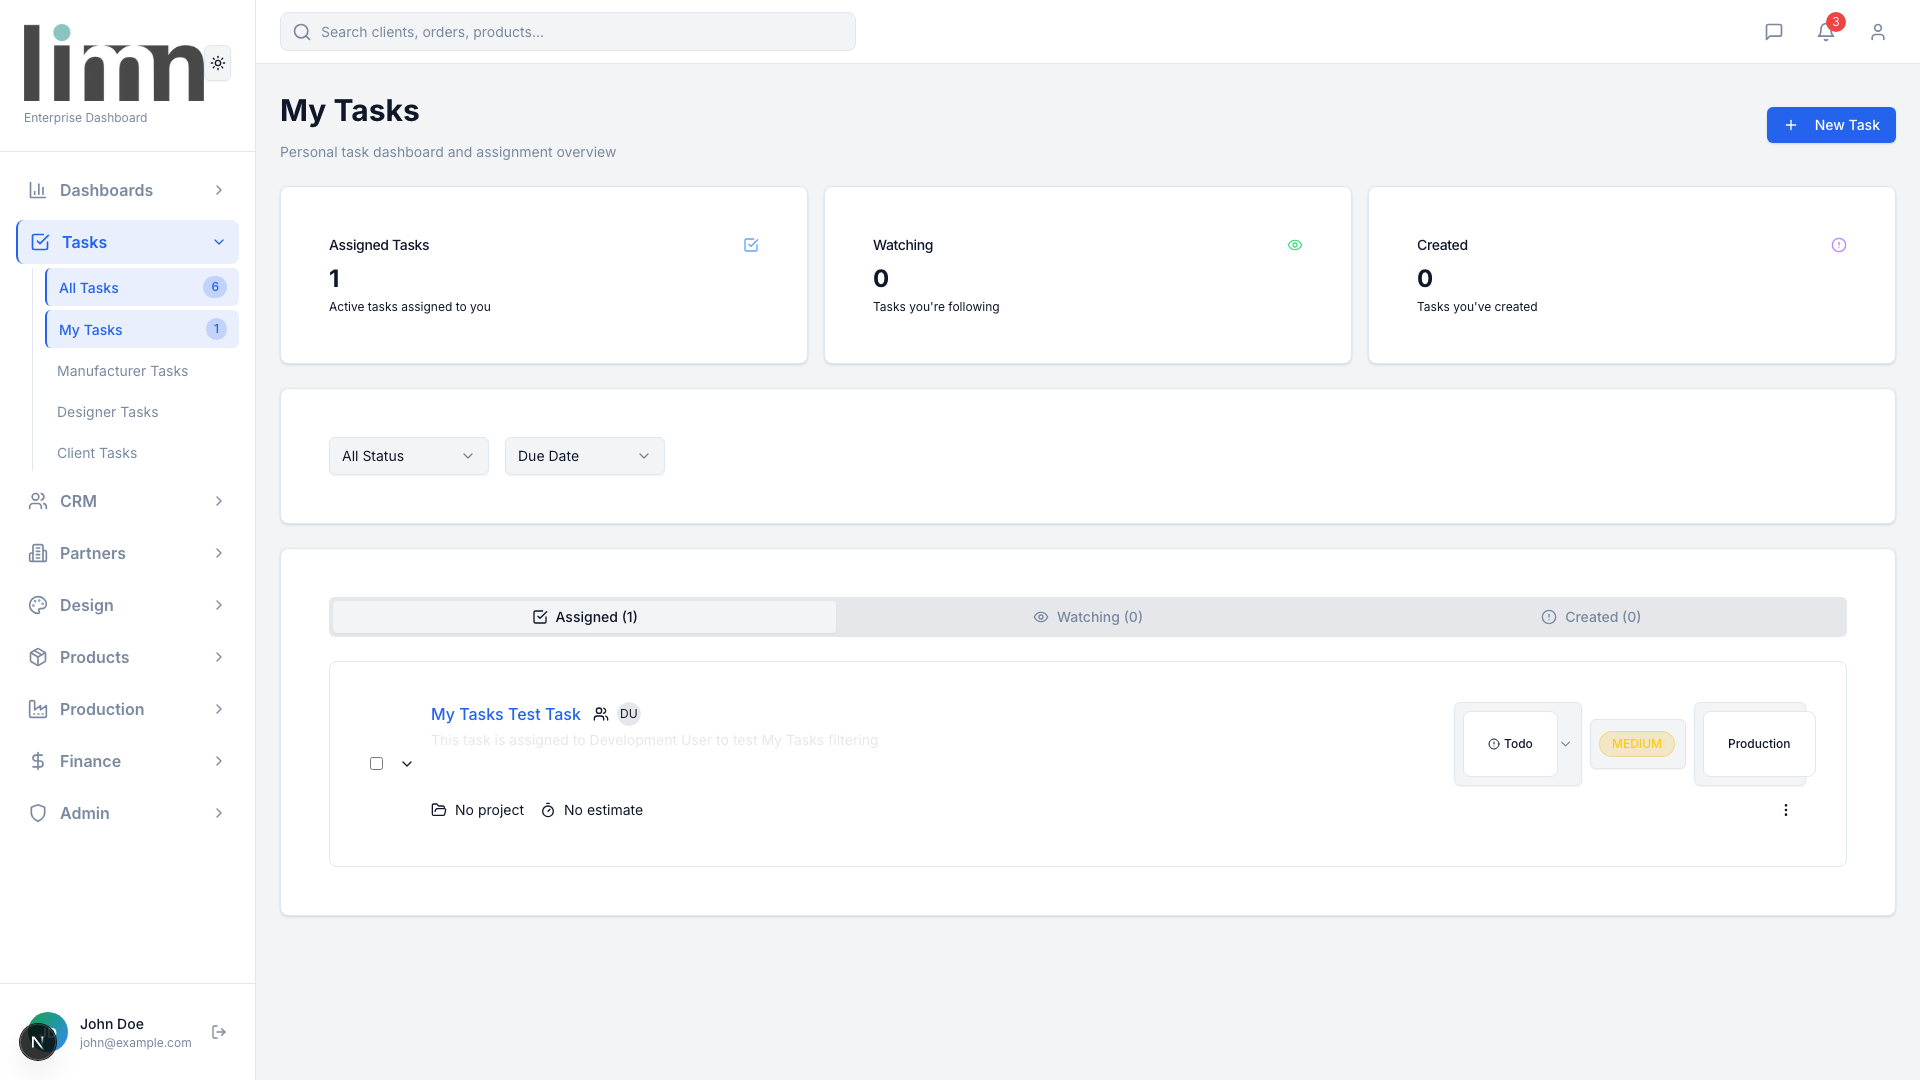 limn
Enterprise Dashboard
Search clients, orders, products...
3
Dashboards
Tasks
All Tasks 6
My Tasks 1
Manufacturer Tasks
Designer Tasks
Client Tasks
CRM
Partners
Design
Products
Production
Finance
Admin
John Doe
john@example.com
N
My Tasks
Personal task dashboard and assignment overview
New Task
Assigned Tasks
1
Active tasks assigned to you
Watching
0
Tasks you're following
Created
0
Tasks you've created
All Status
Due Date
Assigned (1)
Watching (0)
Created (0)
My Tasks Test Task DU
This task is assigned to Development User to test My Tasks filtering
Todo
MEDIUM
Production
No project
No estimate